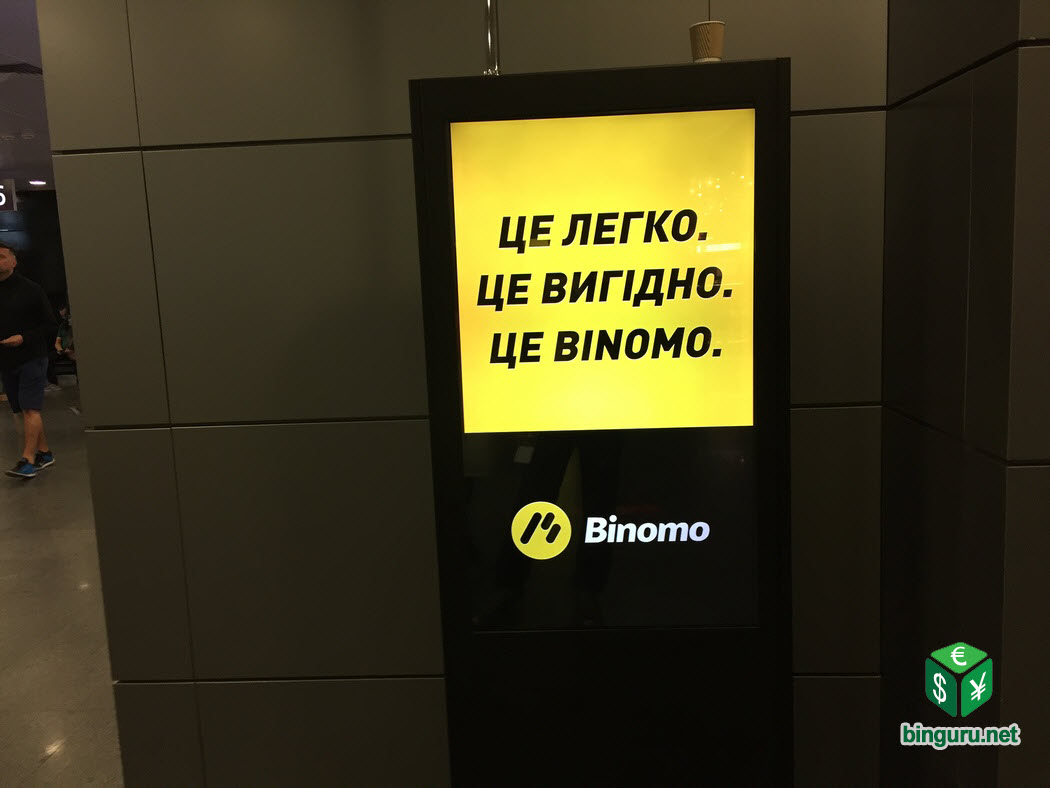 ЦЕ ЛЕГКО.
ЦЕ ВИГІДНО.
ЦЕ BINOMO.
Binomo
€
$ ¥
binguru.net